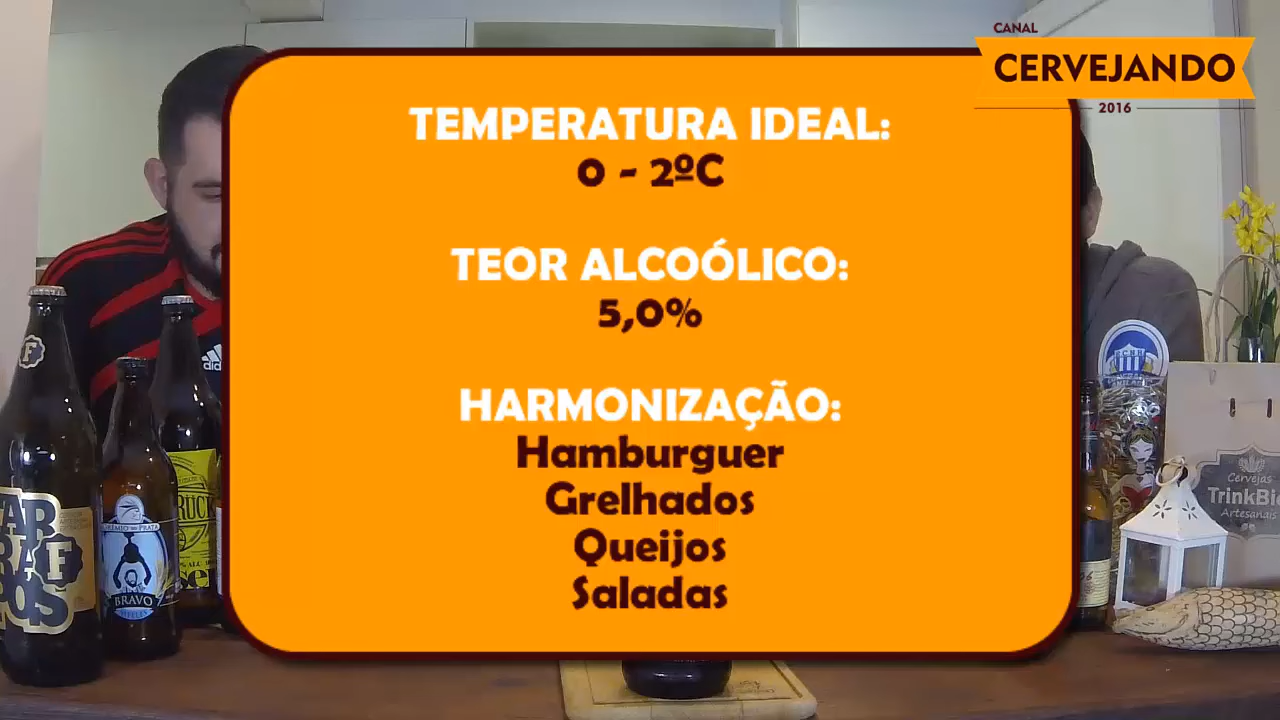 CANAL
CERVEJANDO
2016
TEMPERATURA IDEAL:
0 - 2ºC
TEOR ALCOÓLICO:
5,0%
HARMONIZAÇÃO:
Hamburguer
Grelhados
Queijos
Saladas
F
adi
F
BRAVO
Cervejas
TrinkBi
Artesanais